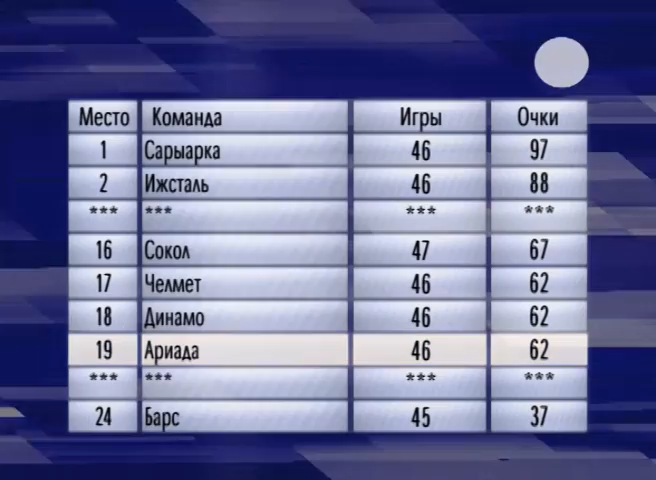 Место Команда Игры Очки
1 Сарыарка 46 97
2 Ижсталь 46 88
*** *** *** ***
16 Сокол 47 67
17 Челмет 46 62
18 Динамо 46 62
19 Ариада 46 62
*** *** *** ***
24 Барс 45 37